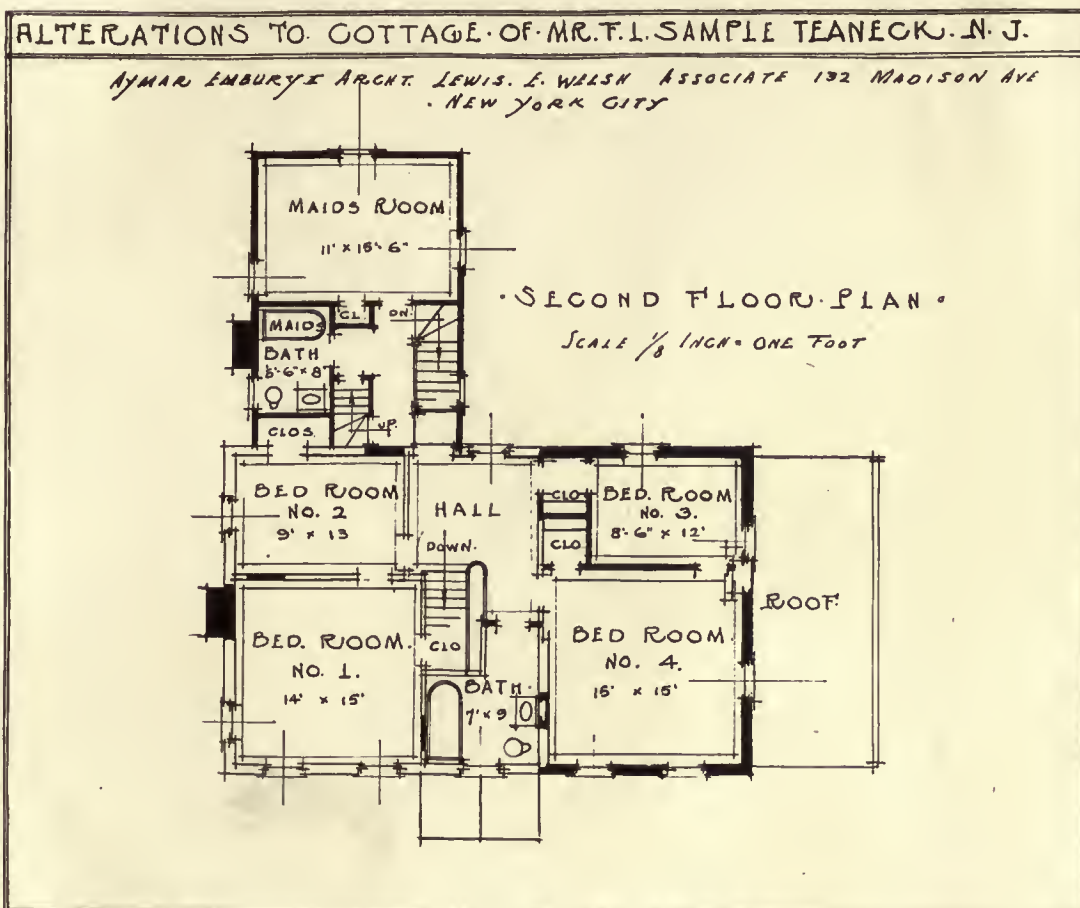 ALTERATIONS TO. COTTAGE. OF. MR. F. L. SAMPLE TEANECK. N. J.
AYMAR EMBURY II ARCHT. LEWIS. E. WELSH ASSOCIATE 132 MADISON AVE
. NEW YORK CITY
MAIDS ROOM
11' x 15'-6"
· SECOND FLOOR. PLAN ·
SCALE 1/8 INCH = ONE FOOT
CL.
DN.
MAIDS
BATH
5'-6" x 8'
CLOS.
UP.
BED ROOM
NO. 2
9' x 13
HALL
DOWN.
CLO
CLO
BED. ROOM
NO. 3.
8'-6" x 12'
ROOF.
BED. ROOM.
NO. 1.
14' x 15'
CLO
BATH.
7' x 9
BED ROOM.
NO. 4.
15' x 15'